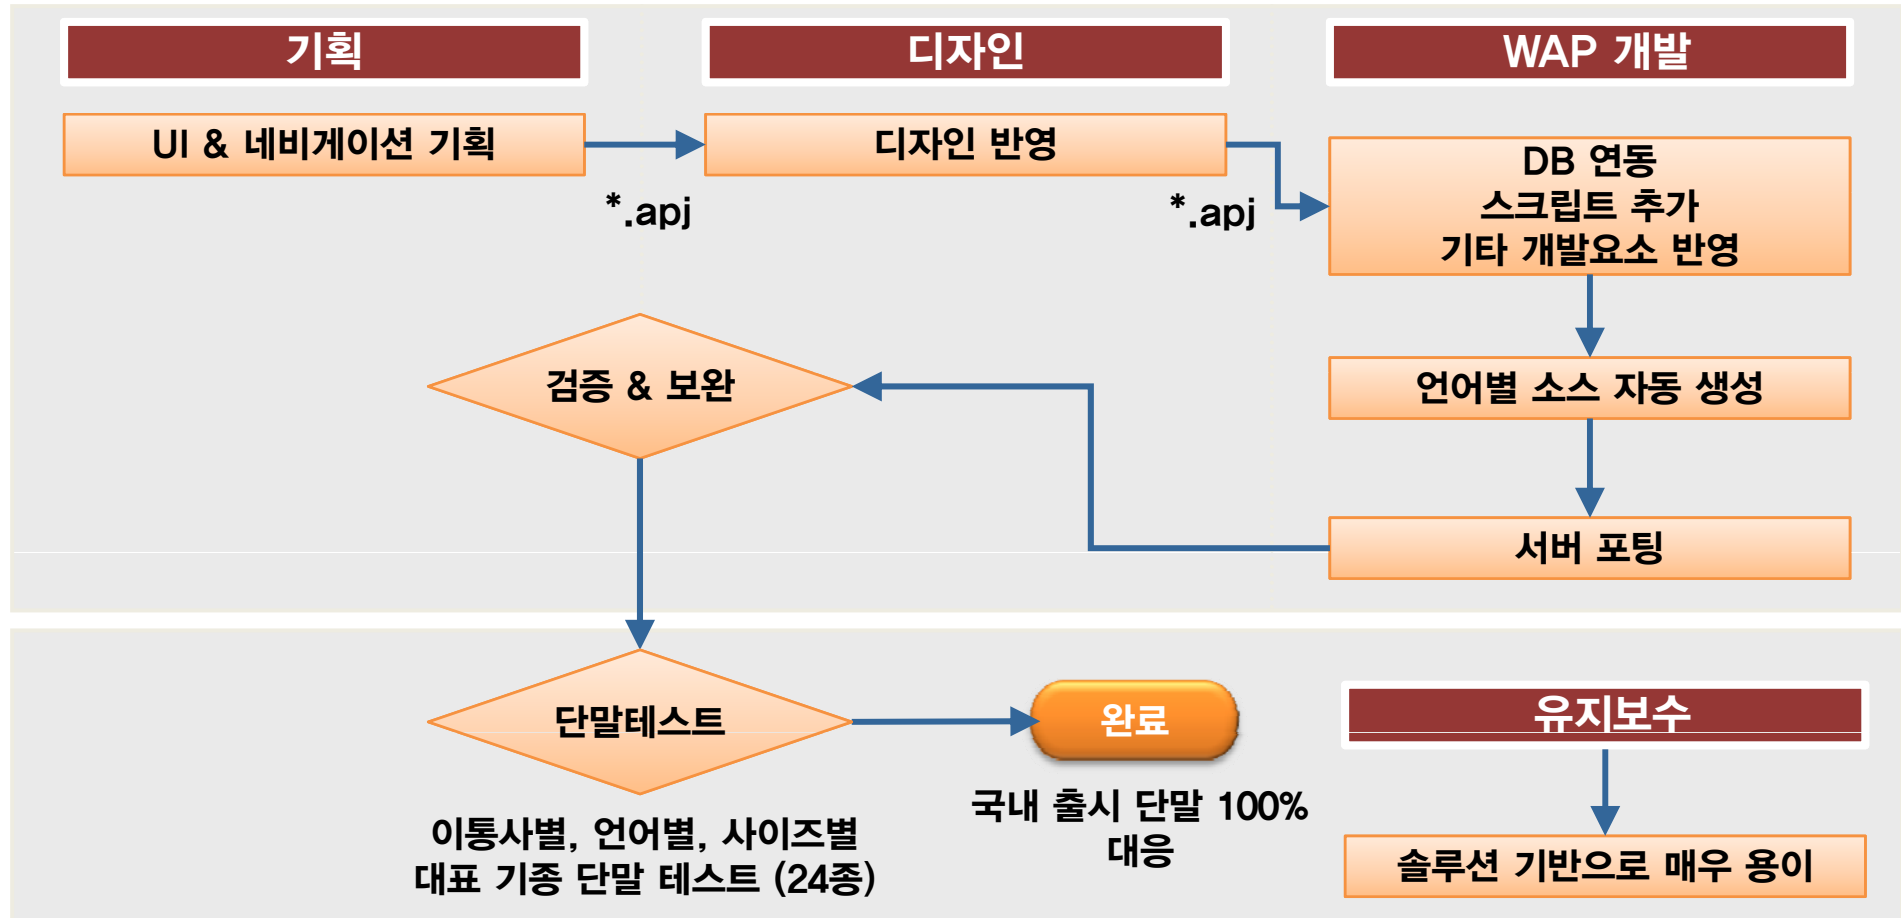 기획
디자인
WAP 개발
UI & 네비게이션 기획
디자인 반영
*.apj
*.apj
DB 연동
스크립트 추가
기타 개발요소 반영
검증 & 보완
언어별 소스 자동 생성
서버 포팅
단말테스트
완료
유지보수
이통사별, 언어별, 사이즈별
대표 기종 단말 테스트 (24종)
국내 출시 단말 100%
대응
솔루션 기반으로 매우 용이